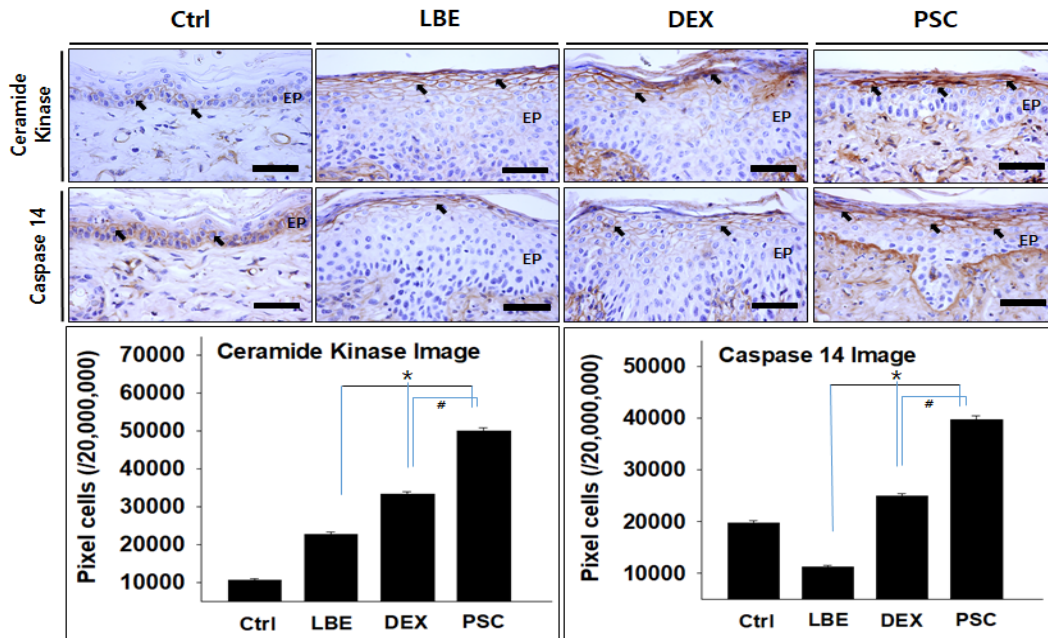 Ctrl LBE DEX PSC
Ceramide
Kinase
EP EP EP EP
Caspase 14
EP EP EP EP
Ceramide Kinase Image
*
#
Pixel cells (/20,000,000)
70000
60000
50000
40000
30000
20000
10000
Ctrl LBE DEX PSC
Caspase 14 Image
*
#
Pixel cells (/20,000,000)
50000
40000
30000
20000
10000
Ctrl LBE DEX PSC